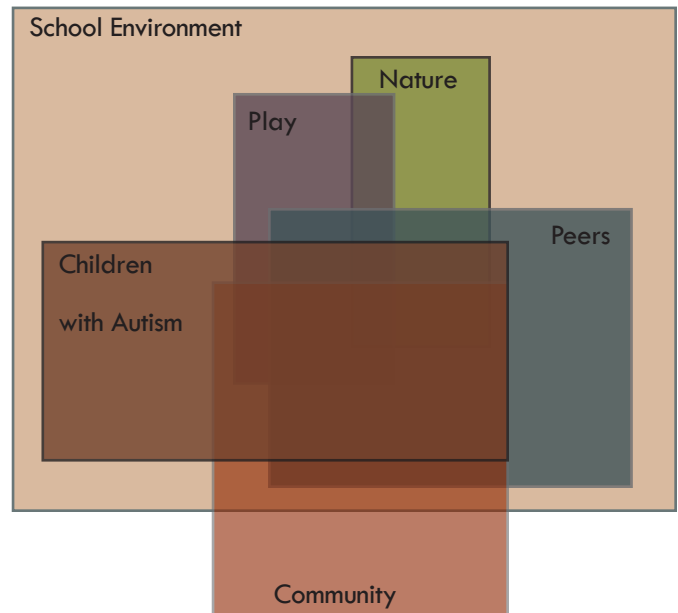 School Environment
Nature
Play
Peers
Children
with Autism
Community